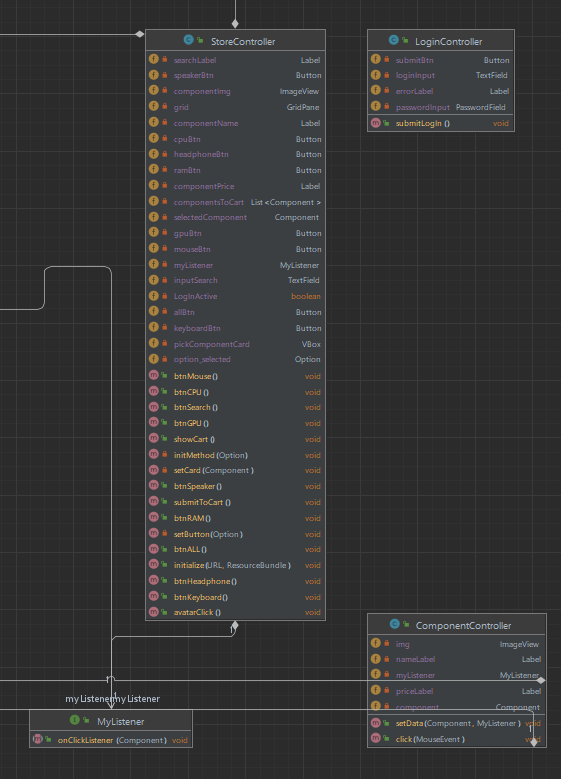 StoreController
searchLabel Label
speakerBtn Button
componentImg ImageView
grid GridPane
componentName Label
cpuBtn Button
headphoneBtn Button
ramBtn Button
componentPrice Label
componentsToCart List <Component >
selectedComponent Component
gpuBtn Button
mouseBtn Button
myListener MyListener
inputSearch TextField
LoginActive boolean
allBtn Button
keyboardBtn Button
pickComponentCard VBox
option_selected Option
btnMouse() void
btnCPU() void
btnSearch() void
btnGPU() void
showCart () void
initMethod (Option) void
setCard (Component ) void
btnSpeaker() void
submitToCart () void
btnRAM() void
setButton (Option) void
btnALL() void
initialize (URL, ResourceBundle ) void
btnHeadphone() void
btnKeyboard() void
avatarClick () void
LoginController
submitBtn Button
loginInput TextField
errorLabel Label
passwordInput PasswordField
submitLogIn () void
myListener myListener
MyListener
onClickListener (Component) void
ComponentController
img ImageView
nameLabel Label
myListener MyListener
priceLabel Label
component Component
setData (Component, MyListener ) void
click (MouseEvent ) void